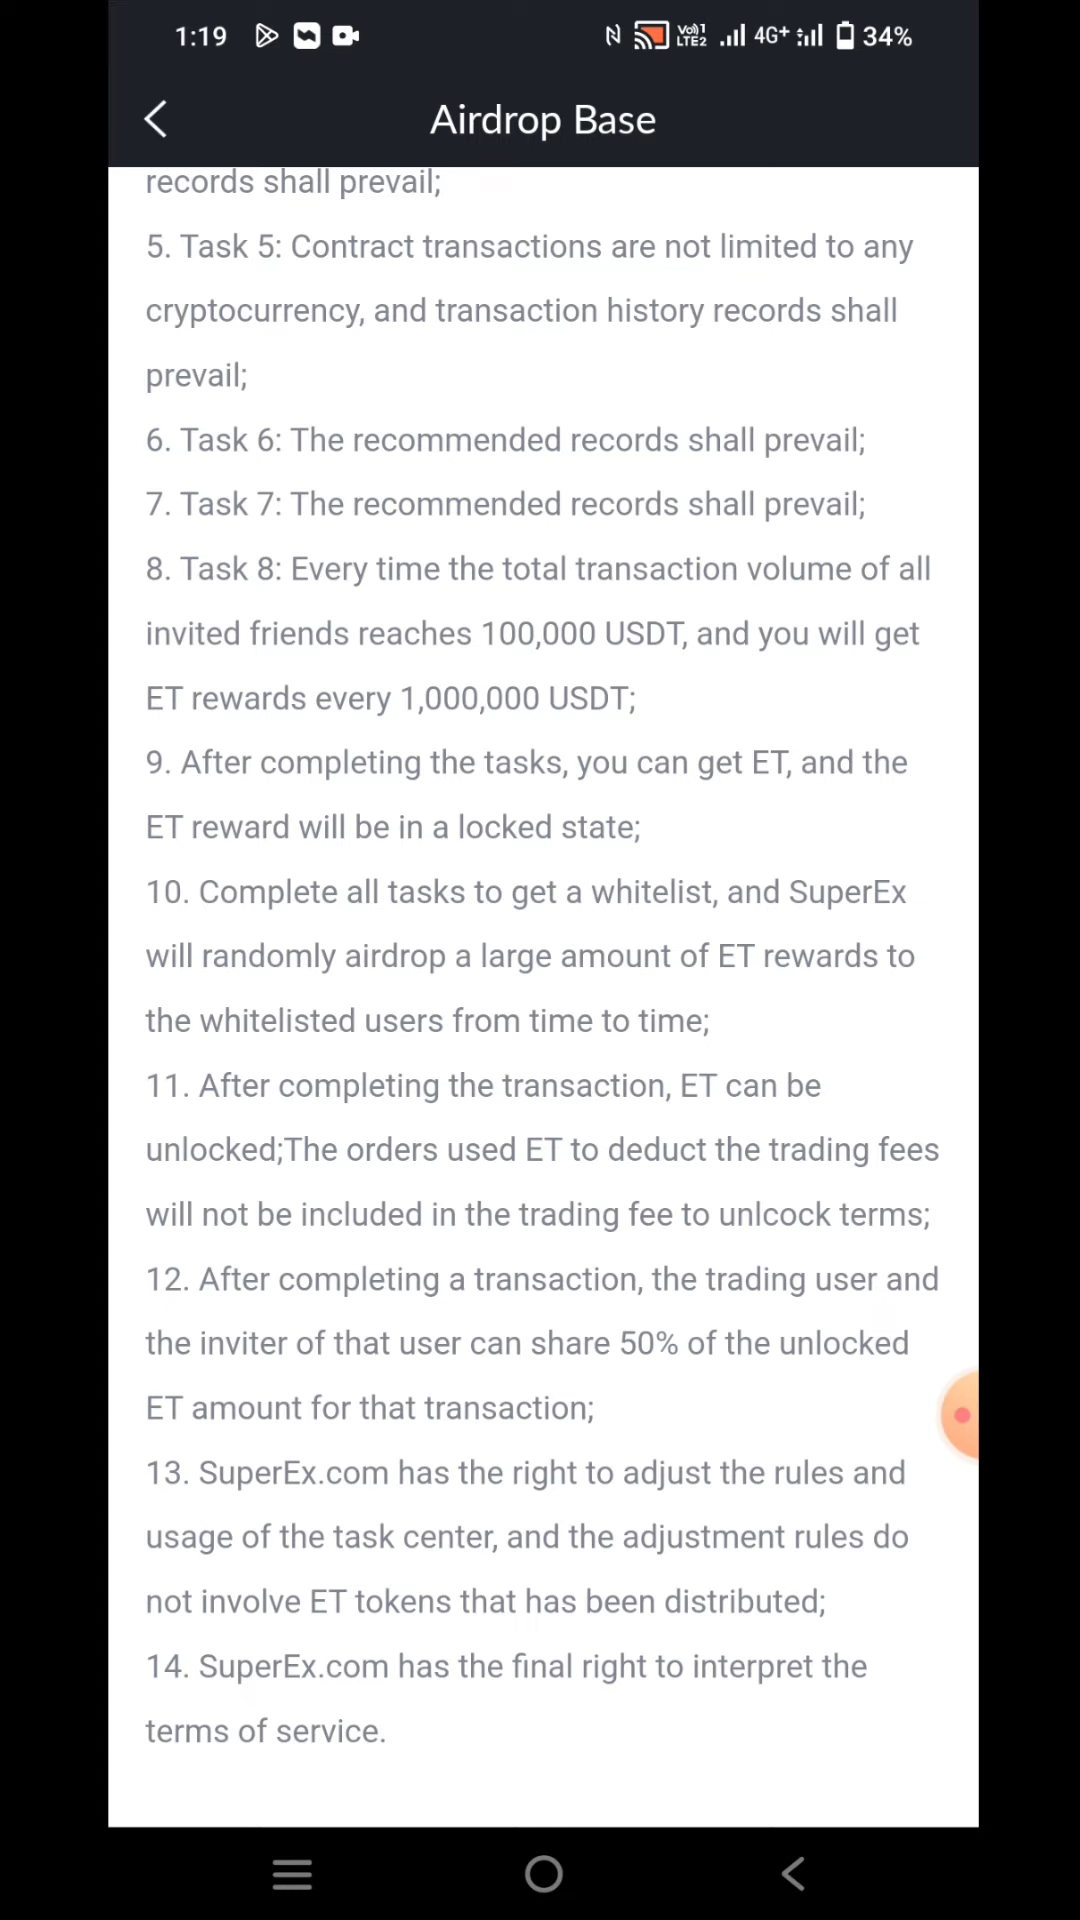 1:19
Vo))1
LTE2
4G+
34%
Airdrop Base
records shall prevail;
5. Task 5: Contract transactions are not limited to any
cryptocurrency, and transaction history records shall
prevail;
6. Task 6: The recommended records shall prevail;
7. Task 7: The recommended records shall prevail;
8. Task 8: Every time the total transaction volume of all
invited friends reaches 100,000 USDT, and you will get
ET rewards every 1,000,000 USDT;
9. After completing the tasks, you can get ET, and the
ET reward will be in a locked state;
10. Complete all tasks to get a whitelist, and SuperEx
will randomly airdrop a large amount of ET rewards to
the whitelisted users from time to time;
11. After completing the transaction, ET can be
unlocked;The orders used ET to deduct the trading fees
will not be included in the trading fee to unlcock terms;
12. After completing a transaction, the trading user and
the inviter of that user can share 50% of the unlocked
ET amount for that transaction;
13. SuperEx.com has the right to adjust the rules and
usage of the task center, and the adjustment rules do
not involve ET tokens that has been distributed;
14. SuperEx.com has the final right to interpret the
terms of service.